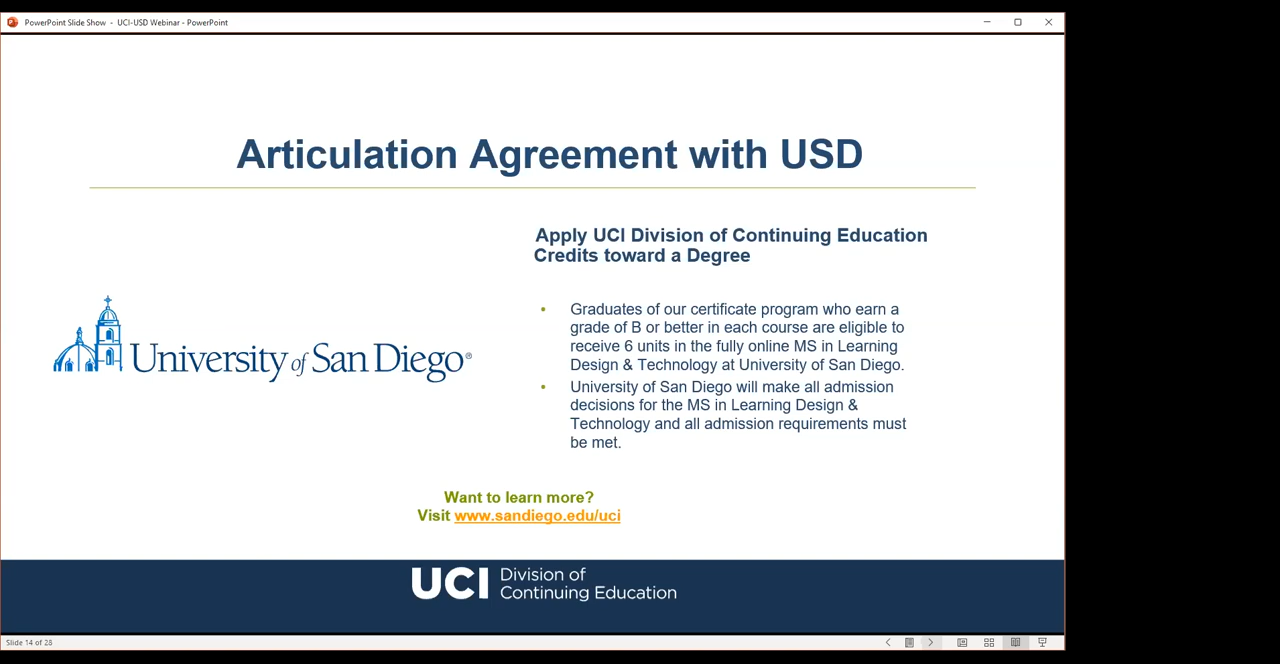 PowerPoint Slide Show - UCI-USD Webinar - PowerPoint
Articulation Agreement with USD
Apply UCI Division of Continuing Education
Credits toward a Degree
• Graduates of our certificate program who earn a
grade of B or better in each course are eligible to
receive 6 units in the fully online MS in Learning
Design & Technology at University of San Diego.
• University of San Diego will make all admission
decisions for the MS in Learning Design &
Technology and all admission requirements must
be met.
University of San Diego®
Want to learn more?
Visit www.sandiego.edu/uci
UCI Division of
Continuing Education
Slide 14 of 28